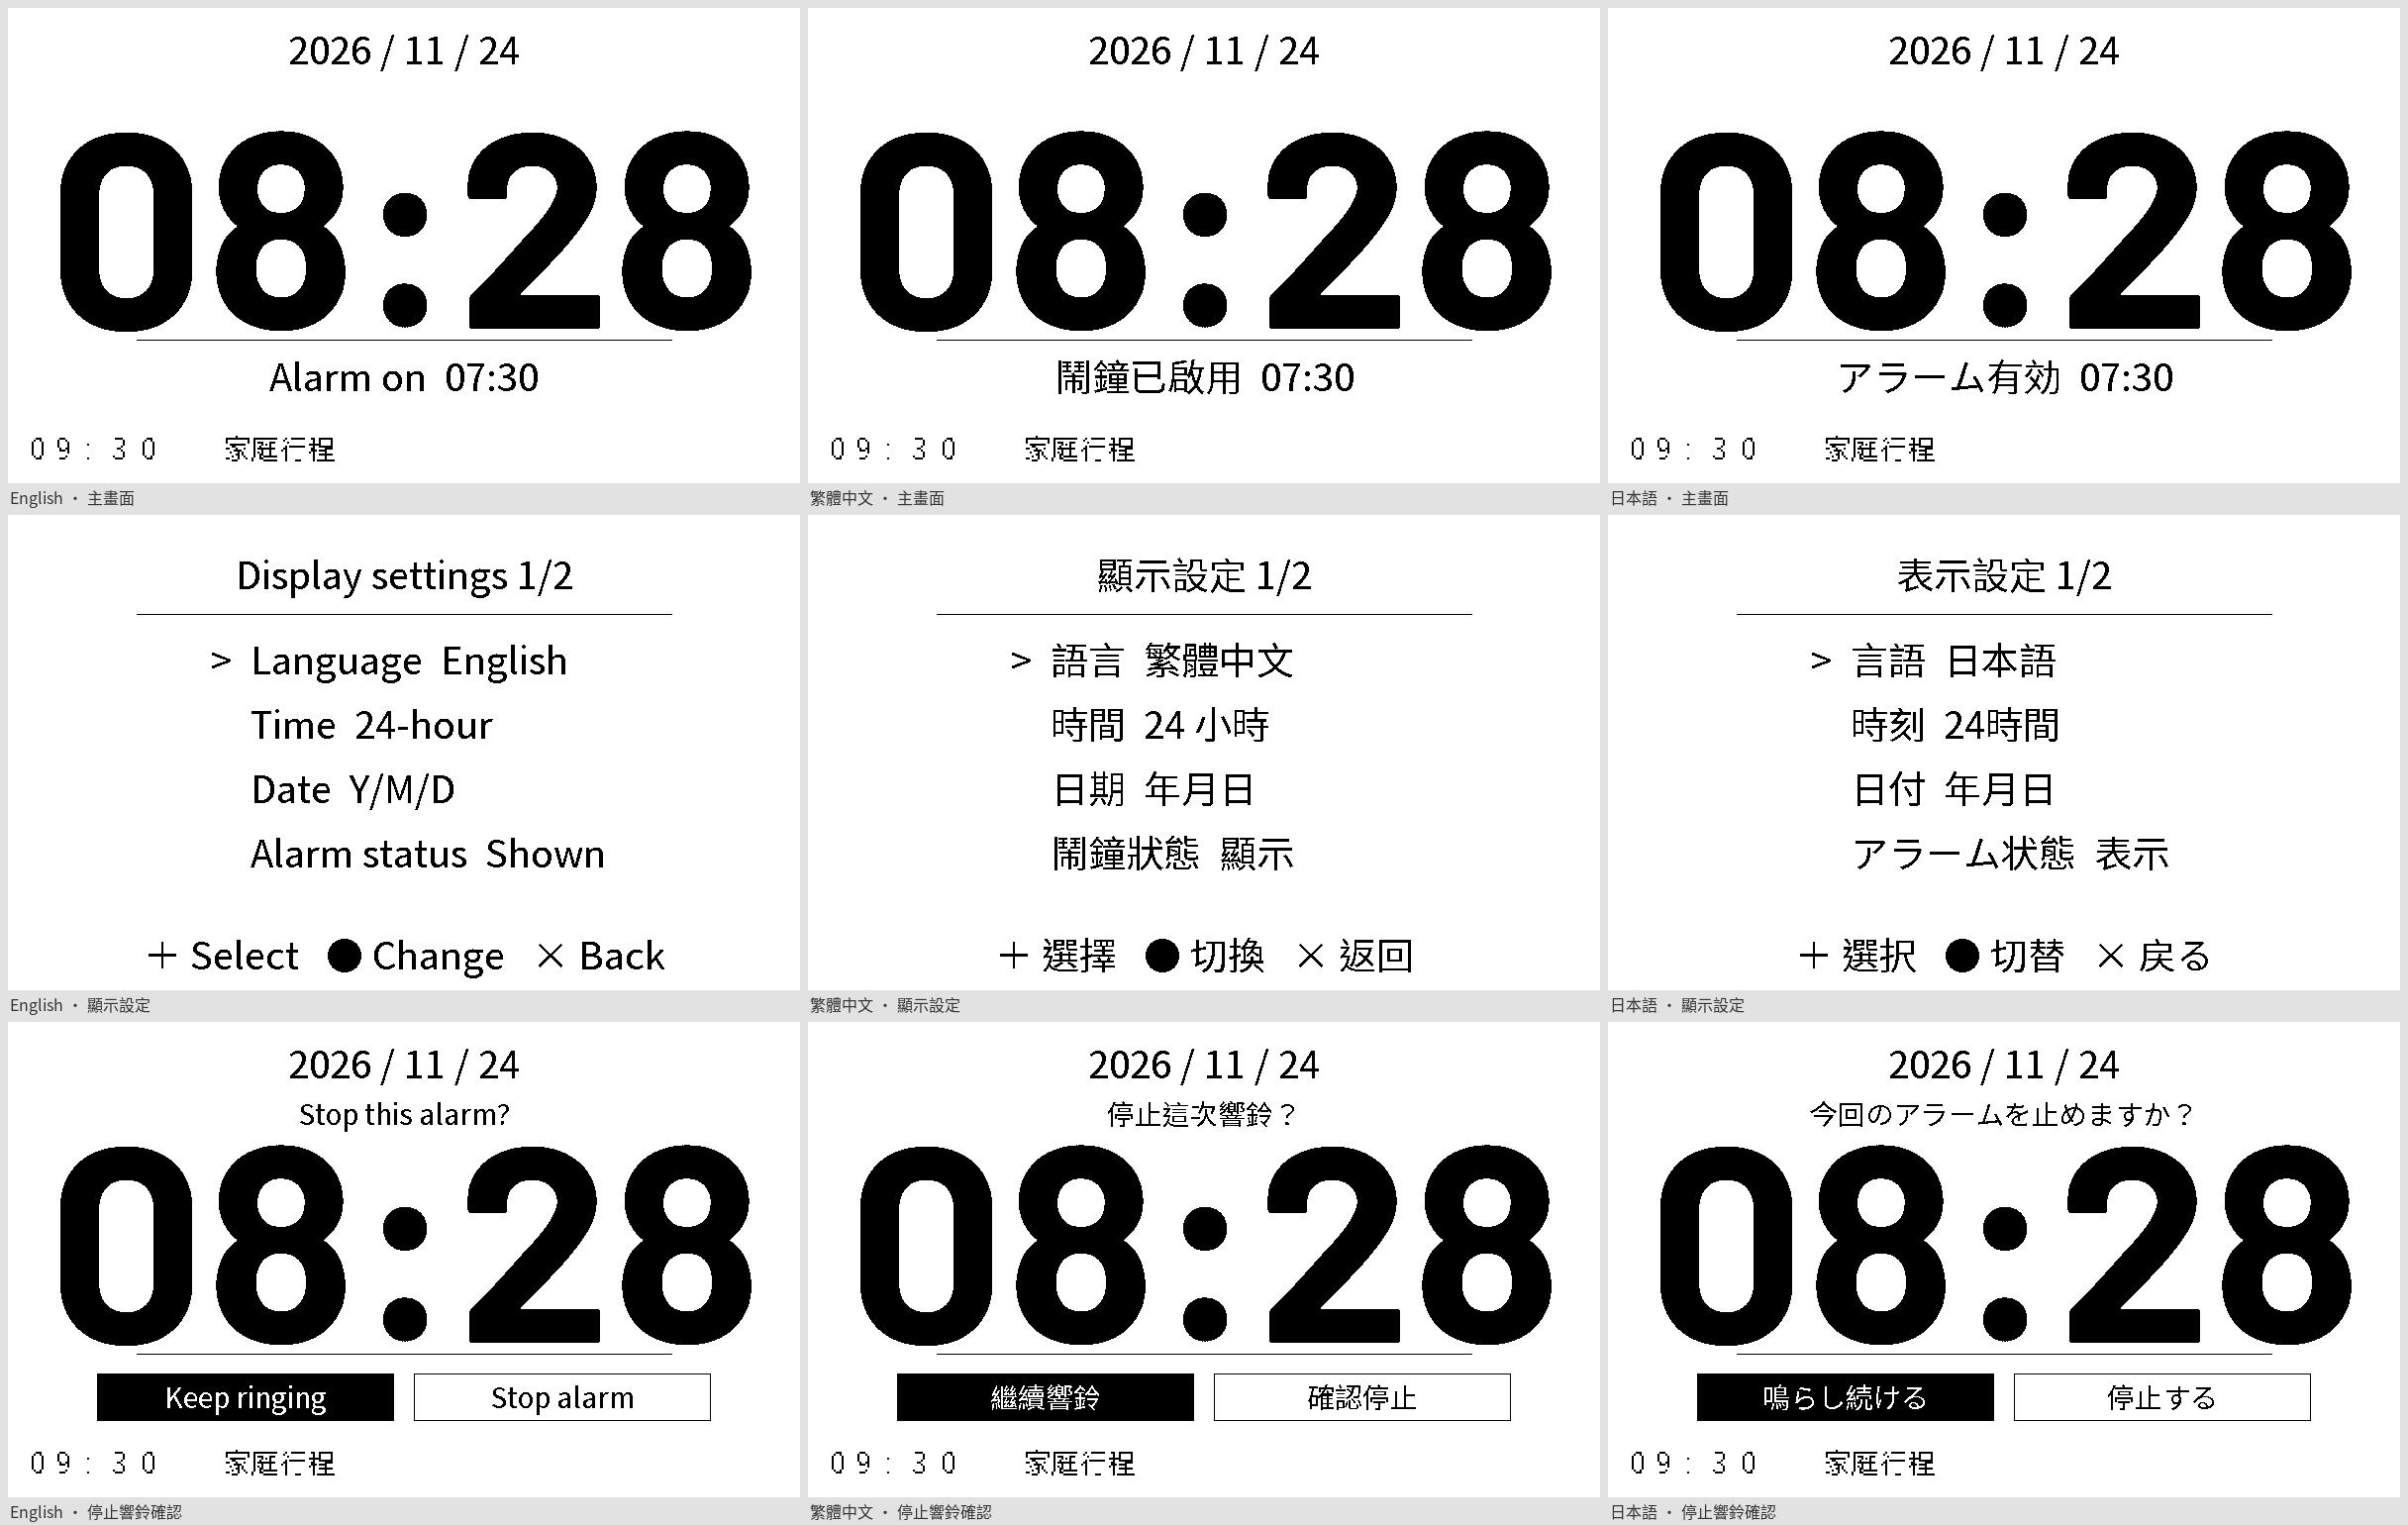 2026 / 11 / 24
08:28
Alarm on 07:30
09:30 家庭行程
English ・ 主畫面
2026 / 11 / 24
08:28
鬧鐘已啟用 07:30
09:30 家庭行程
繁體中文 ・ 主畫面
2026 / 11 / 24
08:28
アラーム有効 07:30
09:30 家庭行程
日本語 ・ 主畫面
Display settings 1/2
> Language English
Time 24-hour
Date Y/M/D
Alarm status Shown
+ Select ● Change × Back
English ・ 顯示設定
顯示設定 1/2
> 語言 繁體中文
時間 24 小時
日期 年月日
鬧鐘狀態 顯示
+ 選擇 ● 切換 × 返回
繁體中文 ・ 顯示設定
表示設定 1/2
> 言語 日本語
時刻 24時間
日付 年月日
アラーム状態 表示
+ 選択 ● 切替 × 戻る
日本語 ・ 顯示設定
2026 / 11 / 24
Stop this alarm?
08:28
Keep ringing Stop alarm
09:30 家庭行程
English ・ 停止響鈴確認
2026 / 11 / 24
停止這次響鈴？
08:28
繼續響鈴 確認停止
09:30 家庭行程
繁體中文 ・ 停止響鈴確認
2026 / 11 / 24
今回のアラームを止めますか？
08:28
鳴らし続ける 停止する
09:30 家庭行程
日本語 ・ 停止響鈴確認